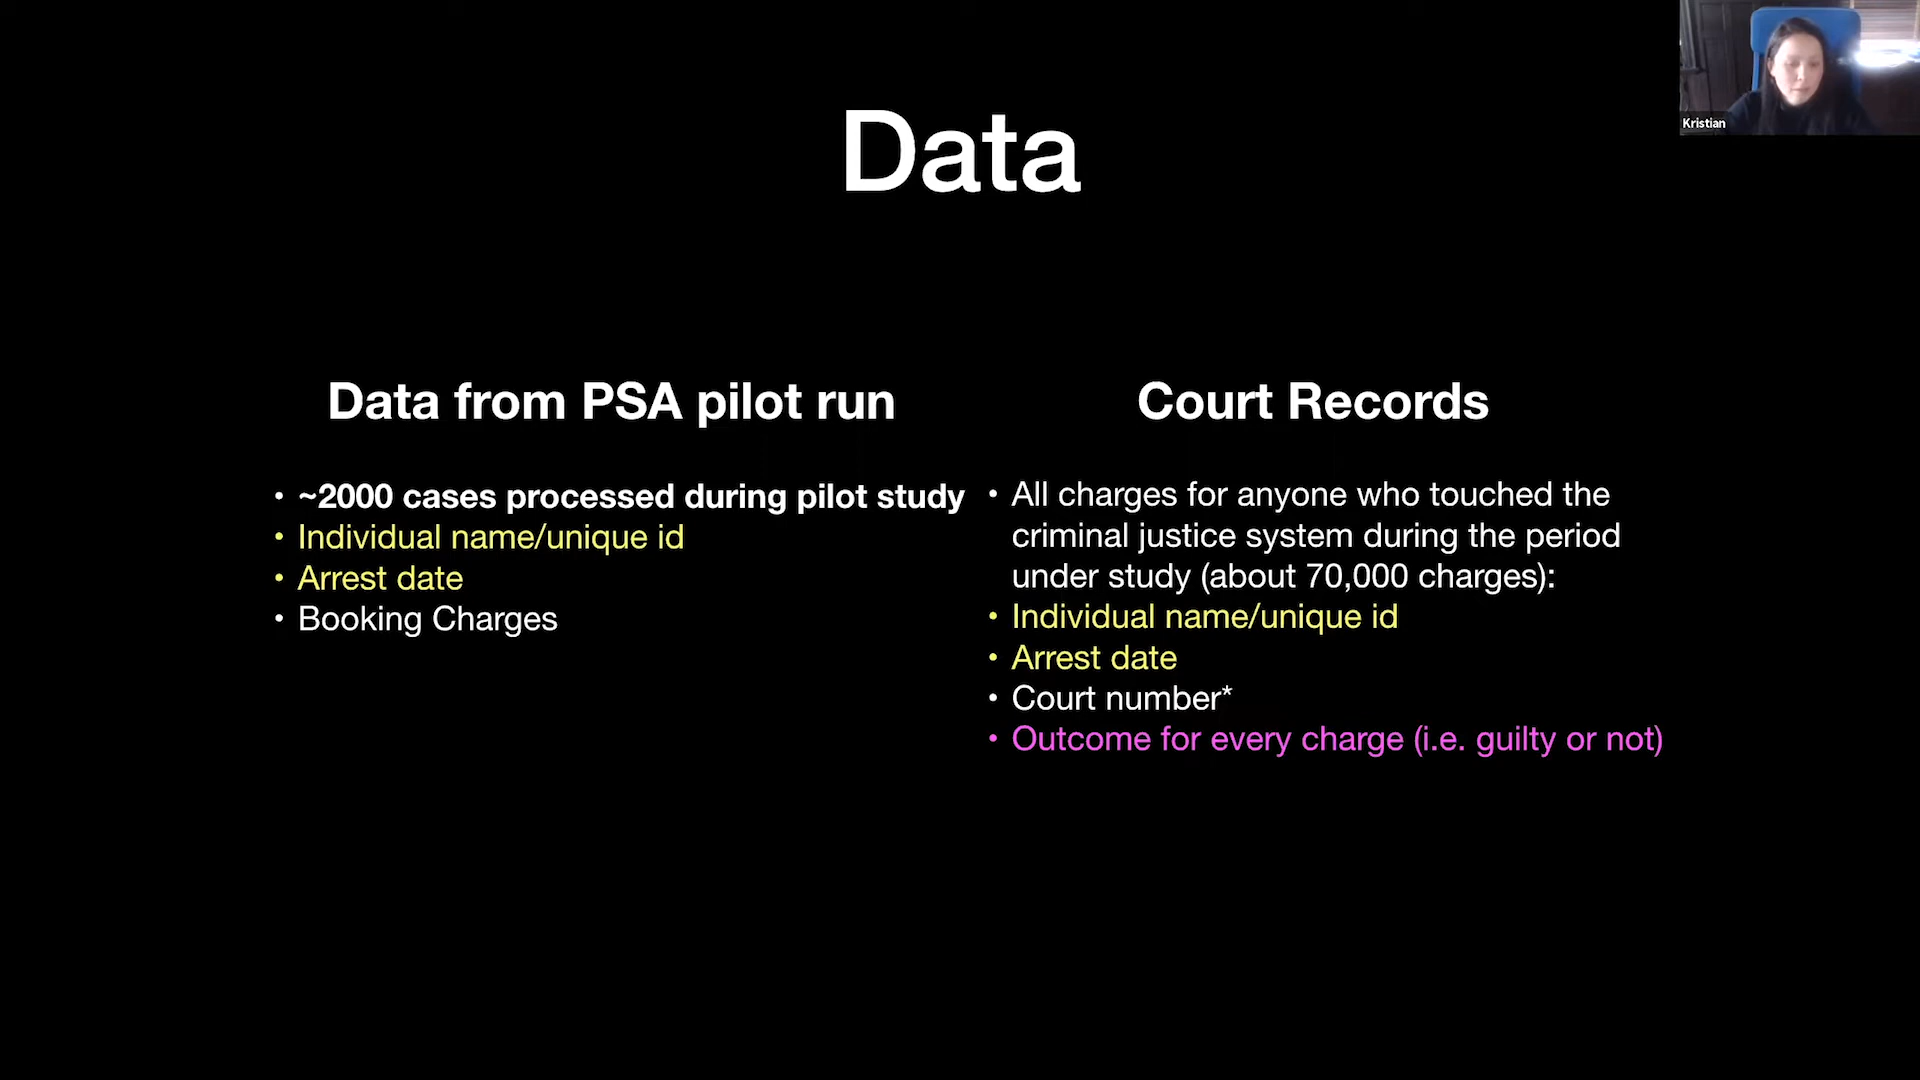 Kristian
Data
Data from PSA pilot run
• ~2000 cases processed during pilot study
• Individual name/unique id
• Arrest date
• Booking Charges
Court Records
• All charges for anyone who touched the
criminal justice system during the period
under study (about 70,000 charges):
• Individual name/unique id
• Arrest date
• Court number*
• Outcome for every charge (i.e. guilty or not)